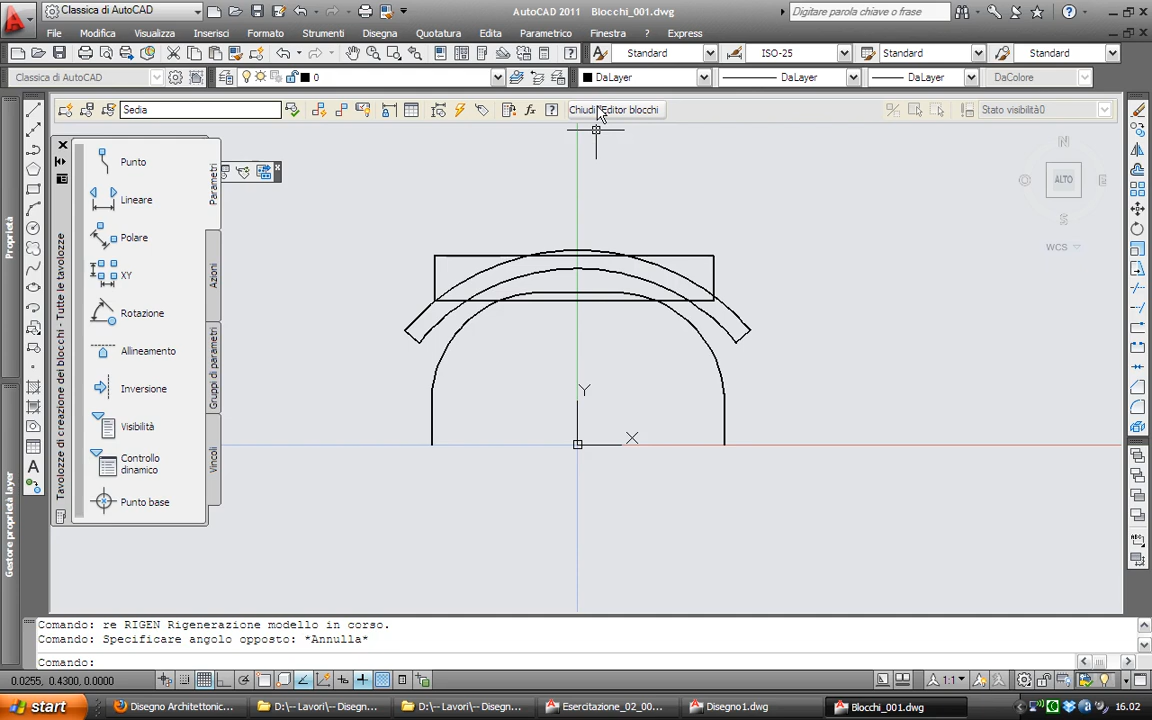 Classica di AutoCAD
AutoCAD 2011 Blocchi_001.dwg
Digitare parola chiave o frase
File
Modifica
Visualizza
Inserisci
Formato
Strumenti
Disegna
Quotatura
Edita
Parametrico
Finestra
?
Express
Standard
ISO-25
Standard
Standard
Classica di AutoCAD
0
DaLayer
DaLayer
DaLayer
DaColore
Sedia
fx
Stato visibilità0
Punto
Lineare
Polare
XY
Rotazione
Allineamento
Inversione
Visibilità
Controllo
dinamico
Punto base
Parametri
Azioni
Gruppi di parametri
Vincoli
Tavolozze di creazione dei blocchi - Tutte le tavolozze
Proprietà
Gestore proprietà layer
N
O
ALTO
E
S
WCS
Y
X
Comando: re RIGEN Rigenerazione modello in corso.
Comando: Specificare angolo opposto: *Annulla*
Comando:
0.0255, 0.4300, 0.0000
1:1
start
Disegno Architettonic...
D:\-- Lavori\-- Disegn...
D:\-- Lavori\-- Disegn...
Esercitazione_02_00...
Disegno1.dwg
Blocchi_001.dwg
16.02